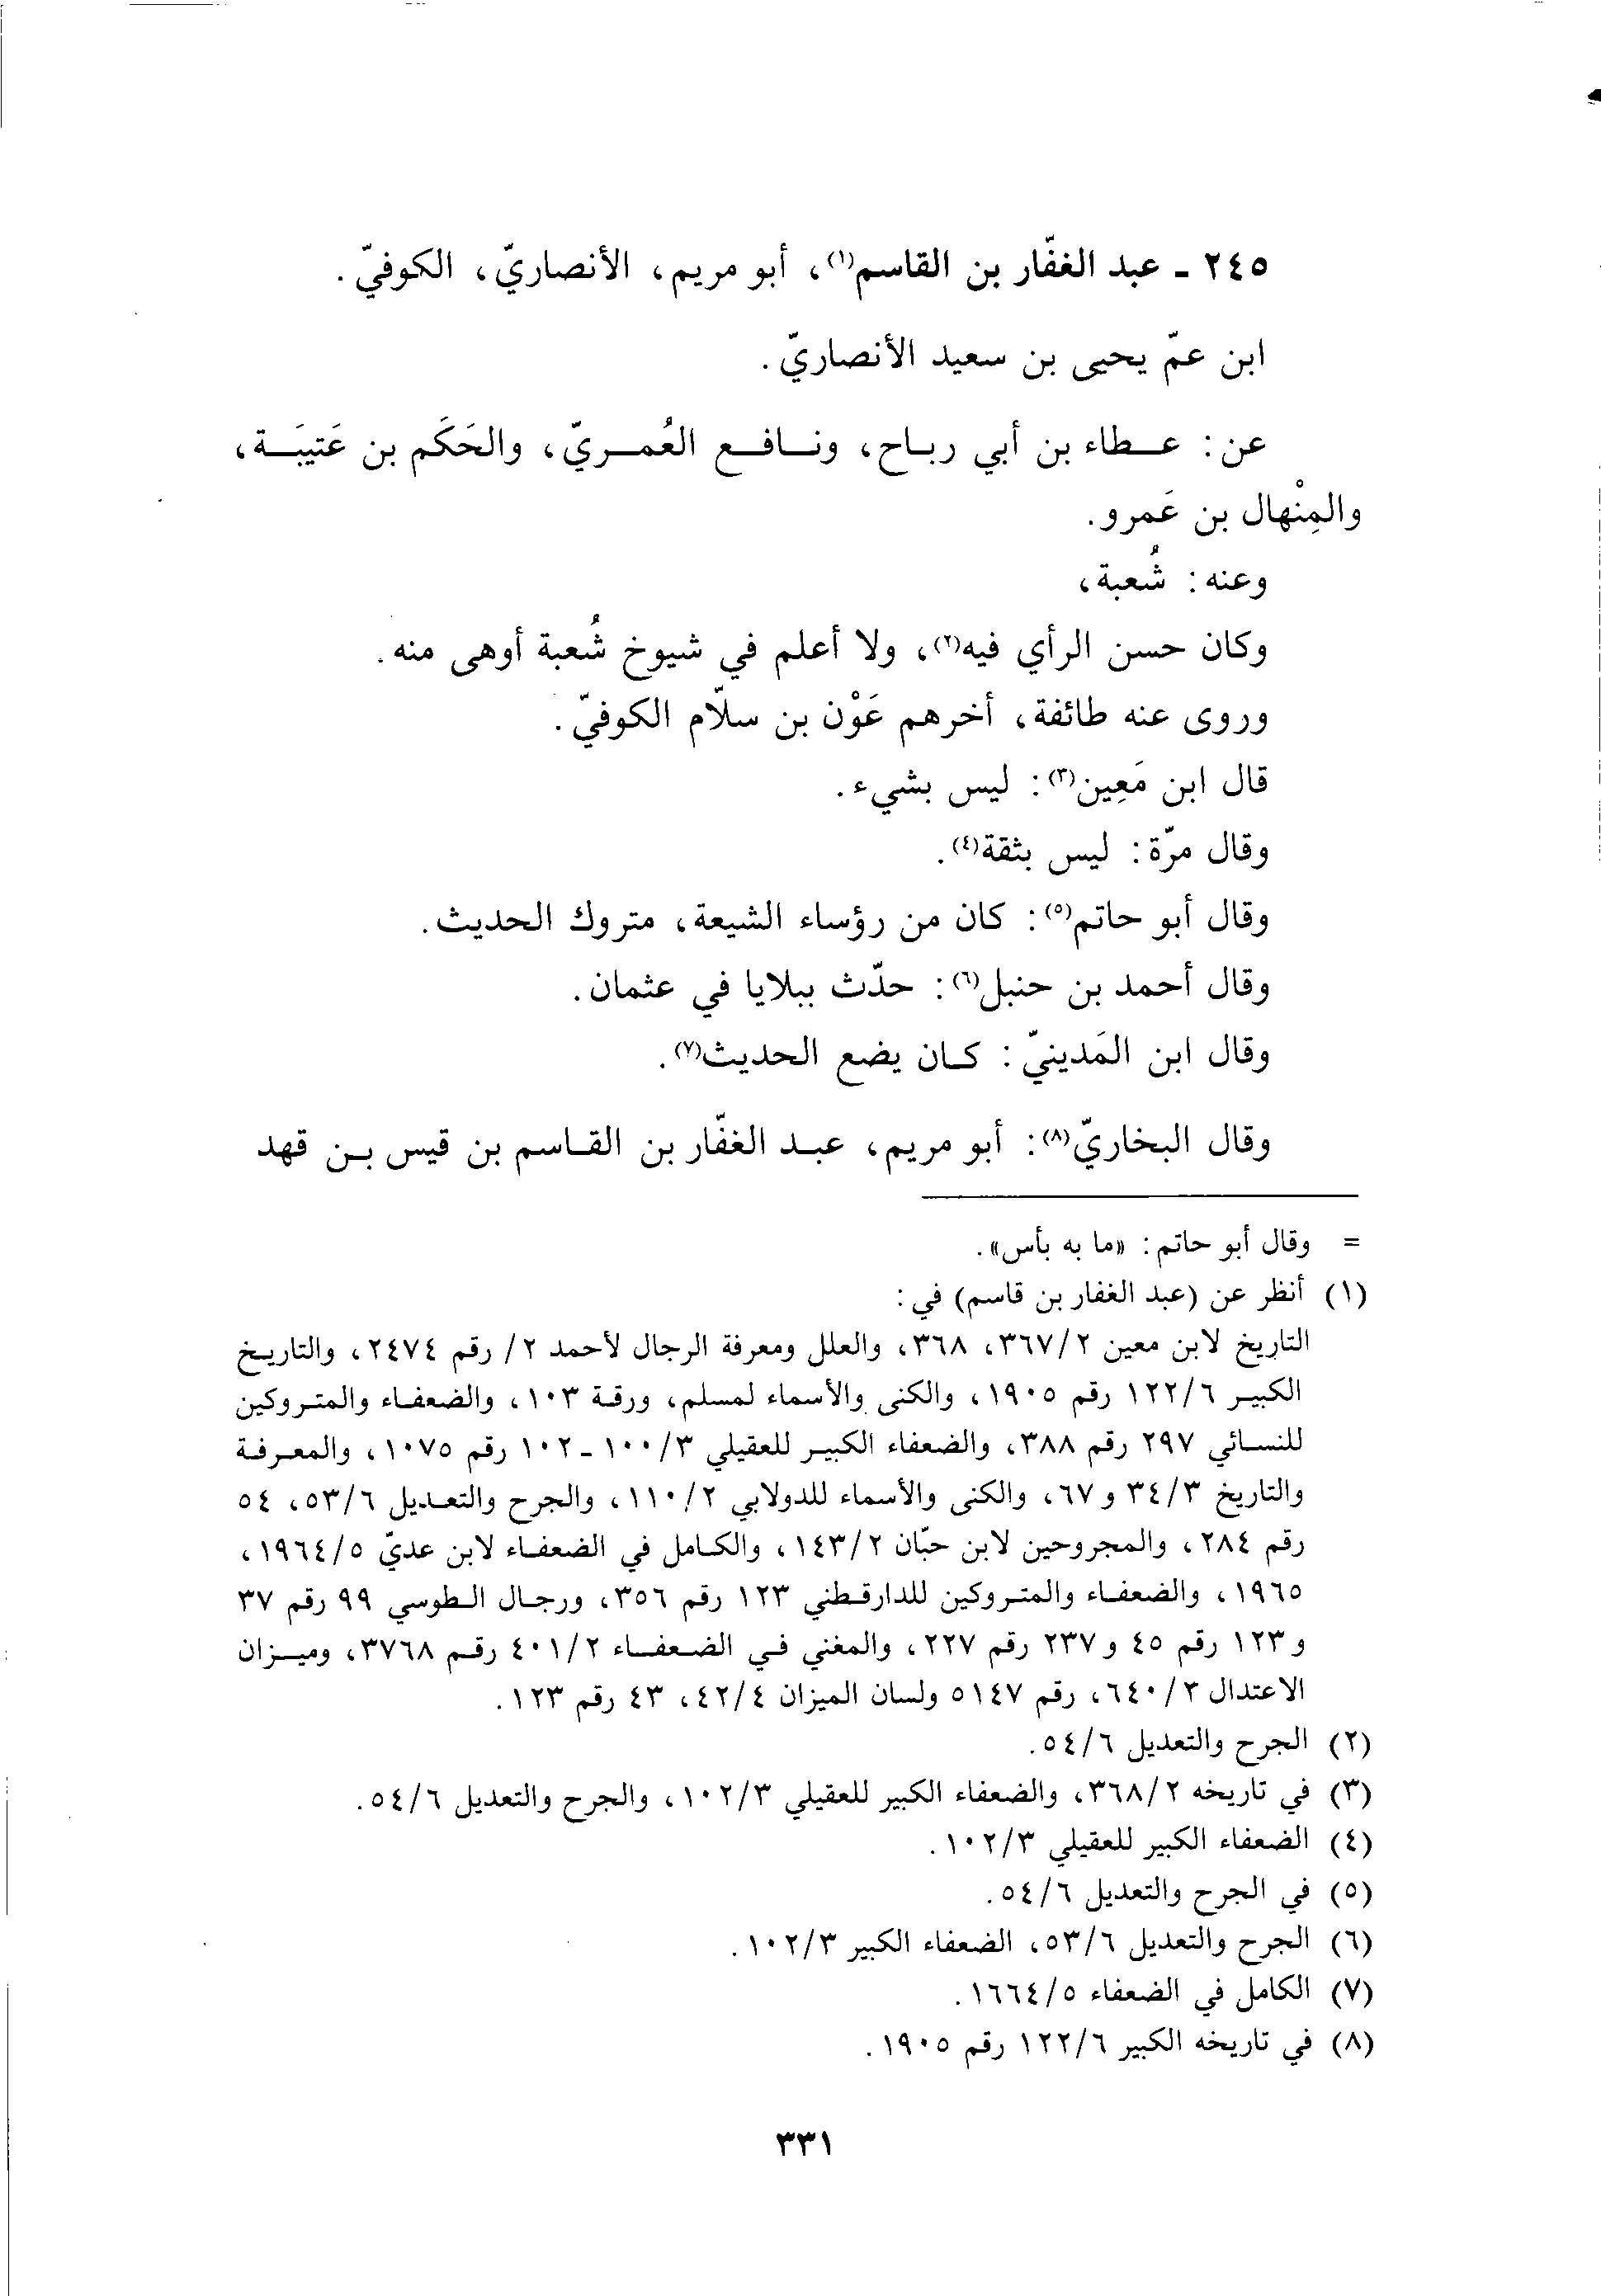 ٢٤٥ - عبد الغفّار بن القاسم(١)، أبو مريم، الأنصاريّ، الكوفيّ.
ابن عمّ يحيى بن سعيد الأنصاريّ.
عن: عطاء بن أبي رباح، ونافع العُمريّ، والحَكَم بن عَتيبَة،
والمِنْهال بن عَمرو.
وعنه: شُعبة،
وكان حسن الرأي فيه(٢)، ولا أعلم في شيوخ شُعبة أوهى منه.
وروى عنه طائفة، أخرهم عَوْن بن سلّام الكوفيّ.
قال ابن مَعِين(٣): ليس بشيء.
وقال مرّة: ليس بثقة(٤).
وقال أبو حاتم(٥): كان من رؤساء الشيعة، متروك الحديث.
وقال أحمد بن حنبل(٦): حدّث ببلايا في عثمان.
وقال ابن المَدينيّ: كان يضع الحديث(٧).
وقال البخاريّ(٨): أبو مريم، عبد الغفّار بن القاسم بن قيس بن قهد
= وقال أبو حاتم: «ما به بأس».
(١) أنظر عن (عبد الغفار بن قاسم) في:
التاريخ لابن معين ٣٦٧/٢، ٣٦٨، والعلل ومعرفة الرجال لأحمد ٢/ رقم ٢٤٧٤، والتاريخ
الكبير ١٢٢/٦ رقم ١٩٠٥، والكنى والأسماء لمسلم، ورقة ١٠٣، والضعفاء والمتروكين
للنسائي ٢٩٧ رقم ٣٨٨، والضعفاء الكبير للعقيلي ١٠٠/٣ - ١٠٢ رقم ١٠٧٥، والمعرفة
والتاريخ ٣٤/٣ و ٦٧، والكنى والأسماء للدولابي ١١٠/٢، والجرح والتعديل ٥٣/٦، ٥٤
رقم ٢٨٤، والمجروحين لابن حبّان ١٤٣/٢، والكامل في الضعفاء لابن عديّ ١٩٦٤/٥،
١٩٦٥، والضعفاء والمتروكين للدارقطني ١٢٣ رقم ٣٥٦، ورجال الطوسي ٩٩ رقم ٣٧
و ١٢٣ رقم ٤٥ و ٢٣٧ رقم ٢٢٧، والمغني في الضعفاء ٤٠١/٢ رقم ٣٧٦٨، وميزان
الاعتدال ٦٤٠/٢، رقم ٥١٤٧ ولسان الميزان ٤٢/٤، ٤٣ رقم ١٢٣.
(٢) الجرح والتعديل ٥٤/٦.
(٣) في تاريخه ٣٦٨/٢، والضعفاء الكبير للعقيلي ١٠٢/٣، والجرح والتعديل ٥٤/٦.
(٤) الضعفاء الكبير للعقيلي ١٠٢/٣.
(٥) في الجرح والتعديل ٥٤/٦.
(٦) الجرح والتعديل ٥٣/٦، الضعفاء الكبير ١٠٢/٣.
(٧) الكامل في الضعفاء ١٦٦٤/٥.
(٨) في تاريخه الكبير ١٢٢/٦ رقم ١٩٠٥.
٣٣١